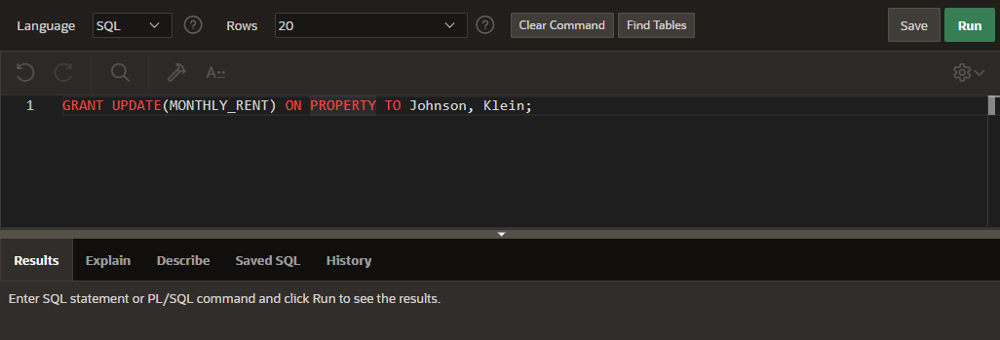 Language SQL Rows 20 Clear Command Find Tables Save Run
A
1 GRANT UPDATE(MONTHLY_RENT) ON PROPERTY TO Johnson, Klein;
Results Explain Describe Saved SQL History
Enter SQL statement or PL/SQL command and click Run to see the results.